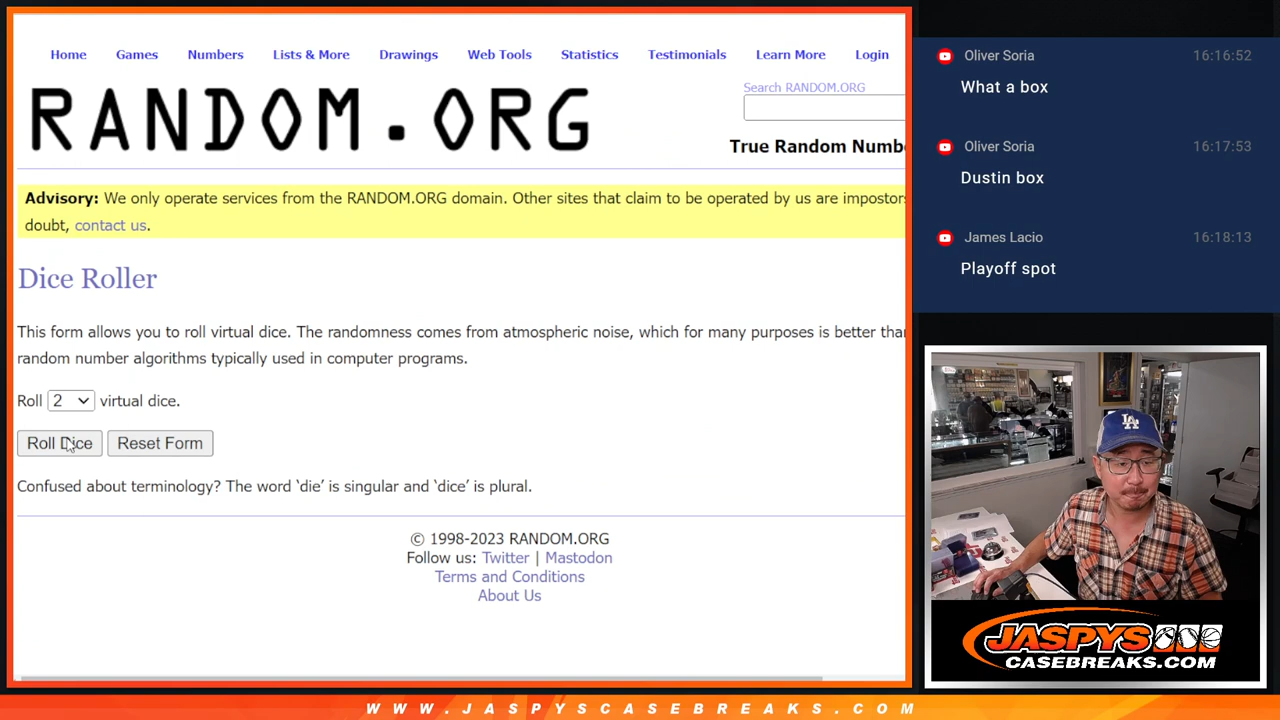 Home Games Numbers Lists & More Drawings Web Tools Statistics Testimonials Learn More Login
RANDOM.ORG
Search RANDOM.ORG
True Random Numbe
Advisory: We only operate services from the RANDOM.ORG domain. Other sites that claim to be operated by us are impostors
doubt, contact us.
Dice Roller
This form allows you to roll virtual dice. The randomness comes from atmospheric noise, which for many purposes is better tha
random number algorithms typically used in computer programs.
Roll 2 virtual dice.
Roll Dice Reset Form
Confused about terminology? The word ‘die’ is singular and ‘dice’ is plural.
© 1998-2023 RANDOM.ORG
Follow us: Twitter | Mastodon
Terms and Conditions
About Us
Oliver Soria 16:16:52
What a box
Oliver Soria 16:17:53
Dustin box
James Lacio 16:18:13
Playoff spot
LA
JASPYS
CASEBREAKS.COM
WWW.JASPYSCASEBREAKS.COM